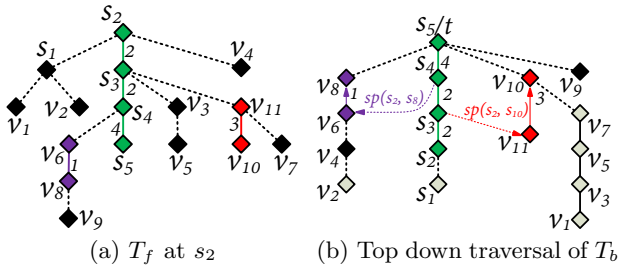 s2
s5/t
s1
2
v4
4
v8
1
s4
v10
v9
s3
2
sp(s2, s8)
2
3
sp(s2, s10)
v1
v2
s4
v3
v11
v6
s3
v7
4
3
2
v11
v6
1
s5
v5
v10
v7
v4
s2
v5
v8
v2
s1
v3
v9
v1
(a) Tf at s2
(b) Top down traversal of Tb